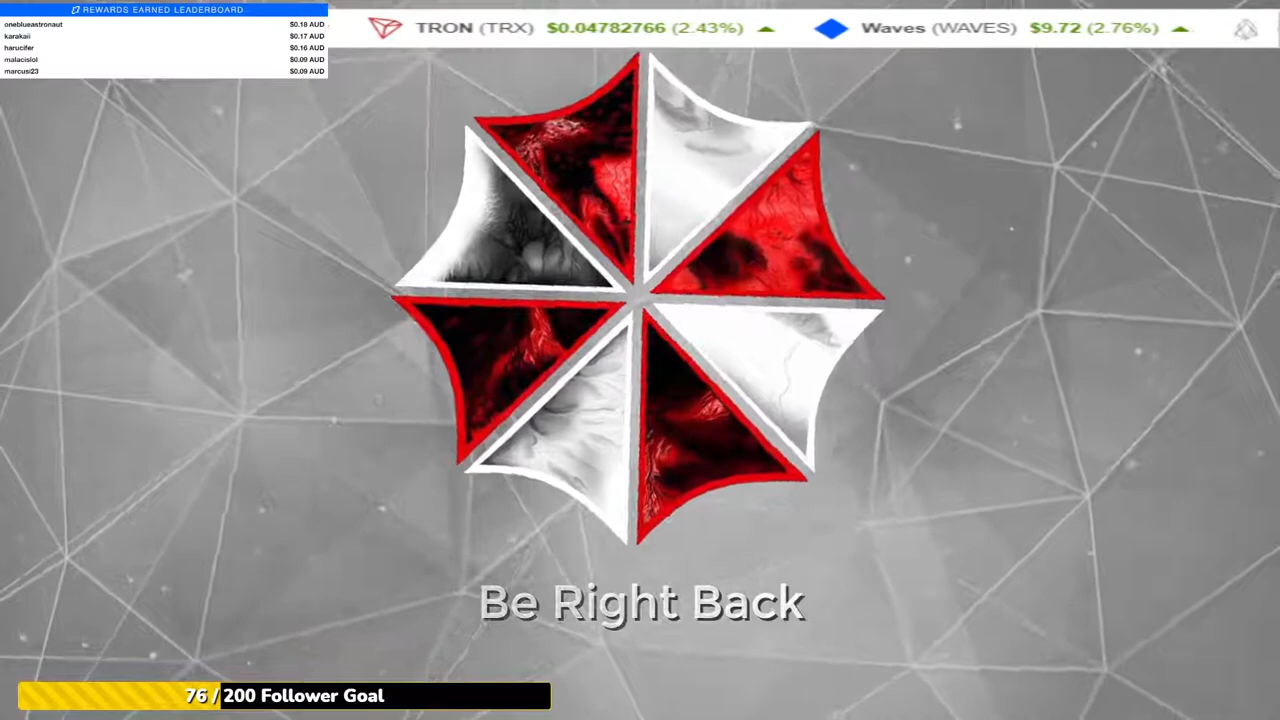 REWARDS EARNED LEADERBOARD
oneblueastronaut $0.18 AUD
karakaii $0.17 AUD
harucifer $0.16 AUD
malacislol $0.09 AUD
marcusi23 $0.09 AUD
TRON (TRX) $0.04782766 (2.43%) Waves (WAVES) $9.72 (2.76%)
Be Right Back
76 / 200 Follower Goal